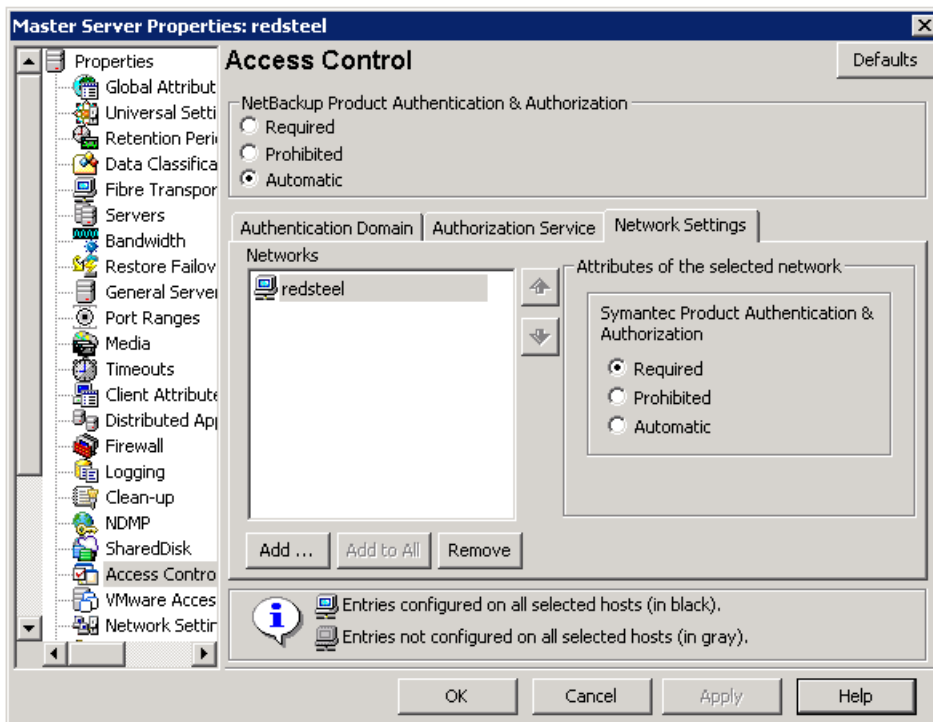 Master Server Properties: redsteel
Properties
Global Attribut
Universal Setti
Retention Peri
Data Classifica
Fibre Transpor
Servers
Bandwidth
Restore Failov
General Server
Port Ranges
Media
Timeouts
Client Attribute
Distributed App
Firewall
Logging
Clean-up
NDMP
SharedDisk
Access Contro
VMware Acces
Network Settir
Access Control
Defaults
NetBackup Product Authentication & Authorization
Required
Prohibited
Automatic
Authentication Domain
Authorization Service
Network Settings
Networks
redsteel
Attributes of the selected network
Symantec Product Authentication &
Authorization
Required
Prohibited
Automatic
Add ...
Add to All
Remove
Entries configured on all selected hosts (in black).
Entries not configured on all selected hosts (in gray).
OK
Cancel
Apply
Help